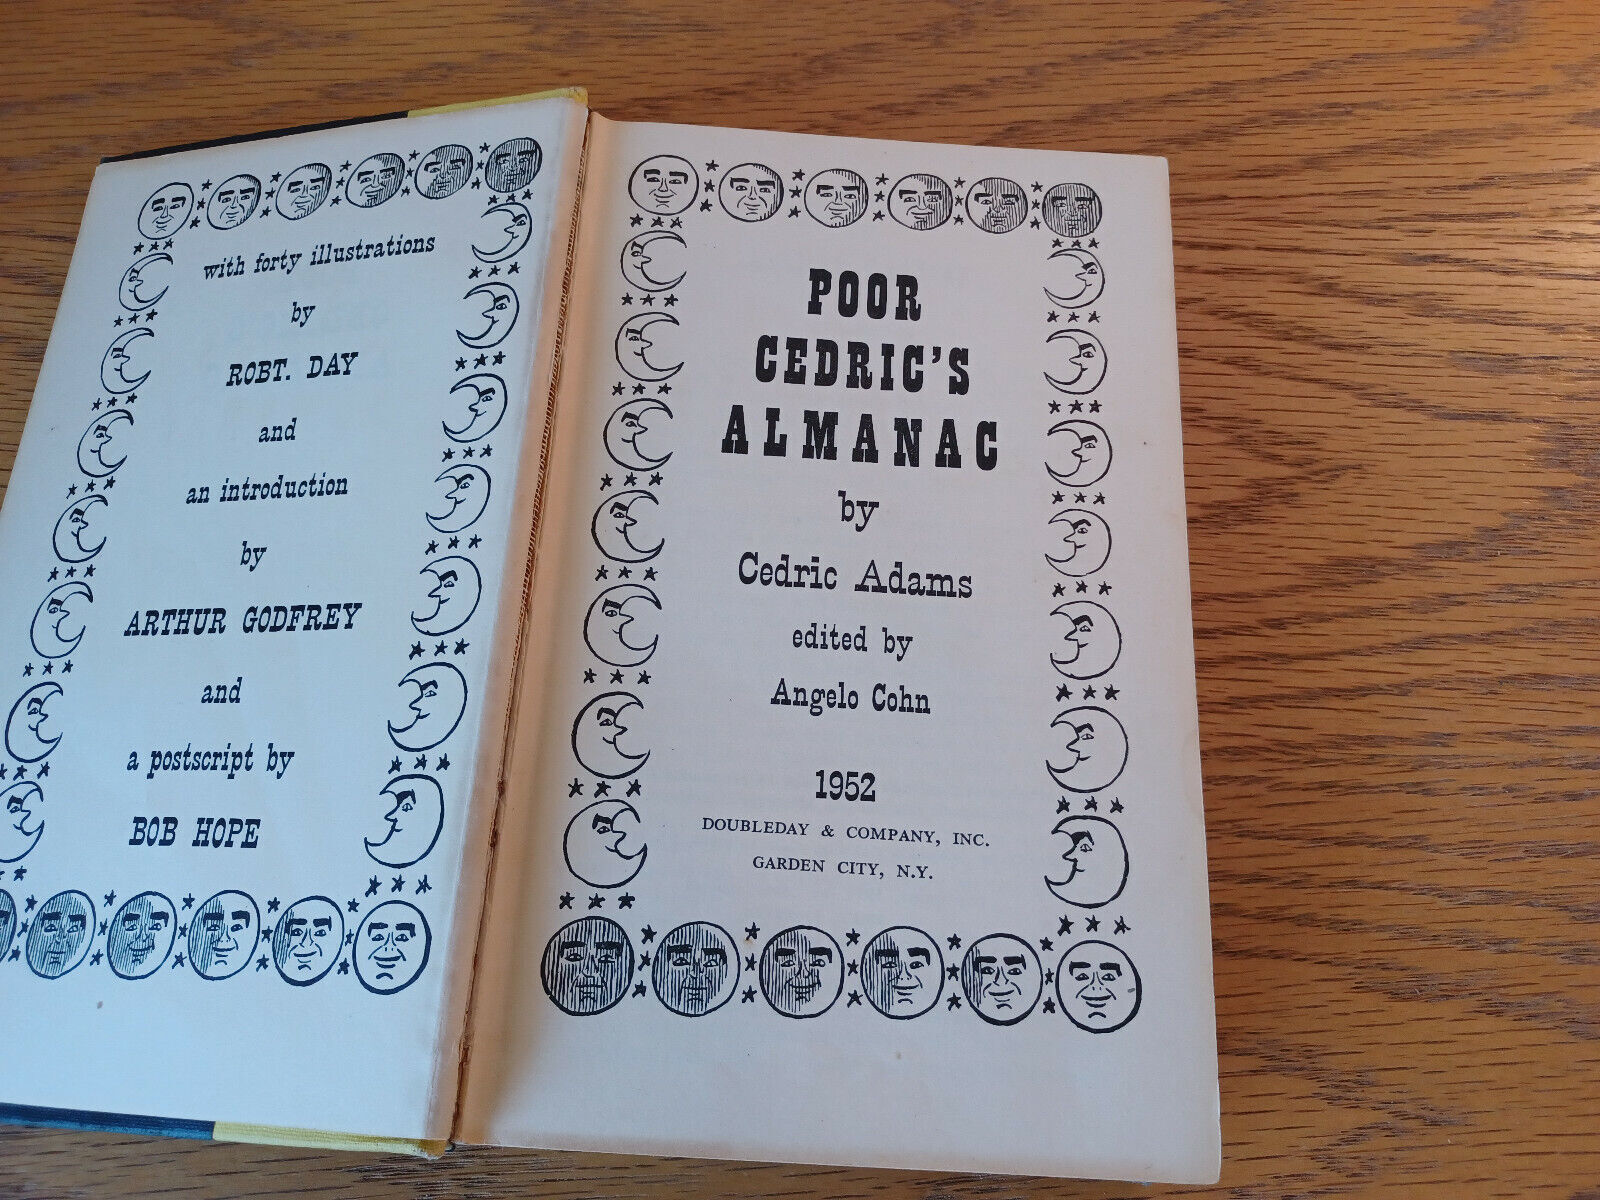 with forty illustrations
by
ROBT. DAY
and
an introduction
by
ARTHUR GODFREY
and
a postscript by
BOB HOPE
POOR
CEDRIC'S
ALMANAC
by
Cedric Adams
edited by
Angelo Cohn
1952
DOUBLEDAY & COMPANY, INC.
GARDEN CITY, N.Y.